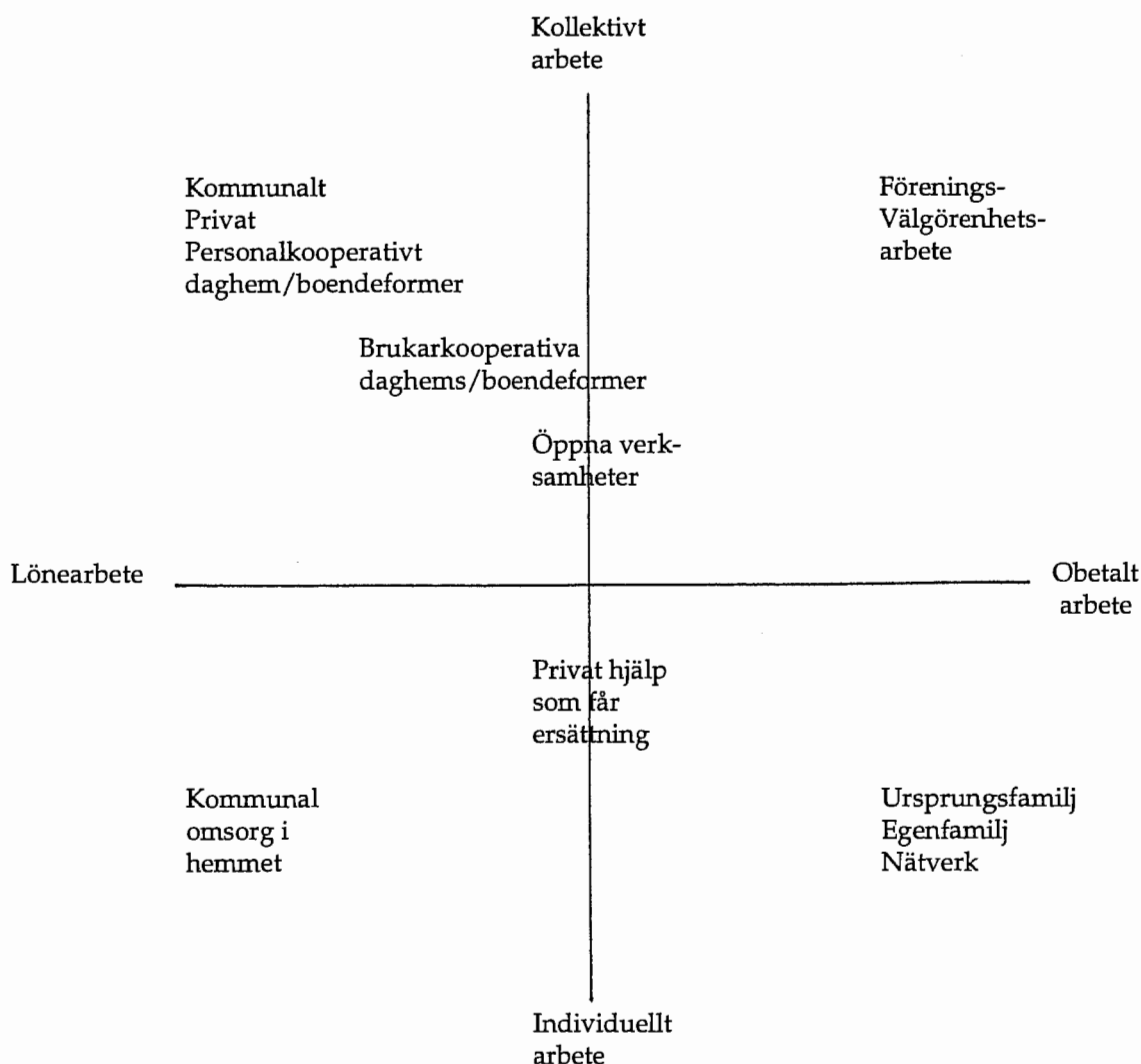 Kollektivt
arbete
Kommunalt
Privat
Personalkooperativt
daghem/boendeformer
Förenings-
Välgörenhets-
arbete
Brukarkooperativa
daghems/boendeformer
Öppna verk-
samheter
Lönearbete
Obetalt
arbete
Privat hjälp
som får
ersättning
Kommunal
omsorg i
hemmet
Ursprungsfamilj
Egenfamilj
Nätverk
Individuellt
arbete